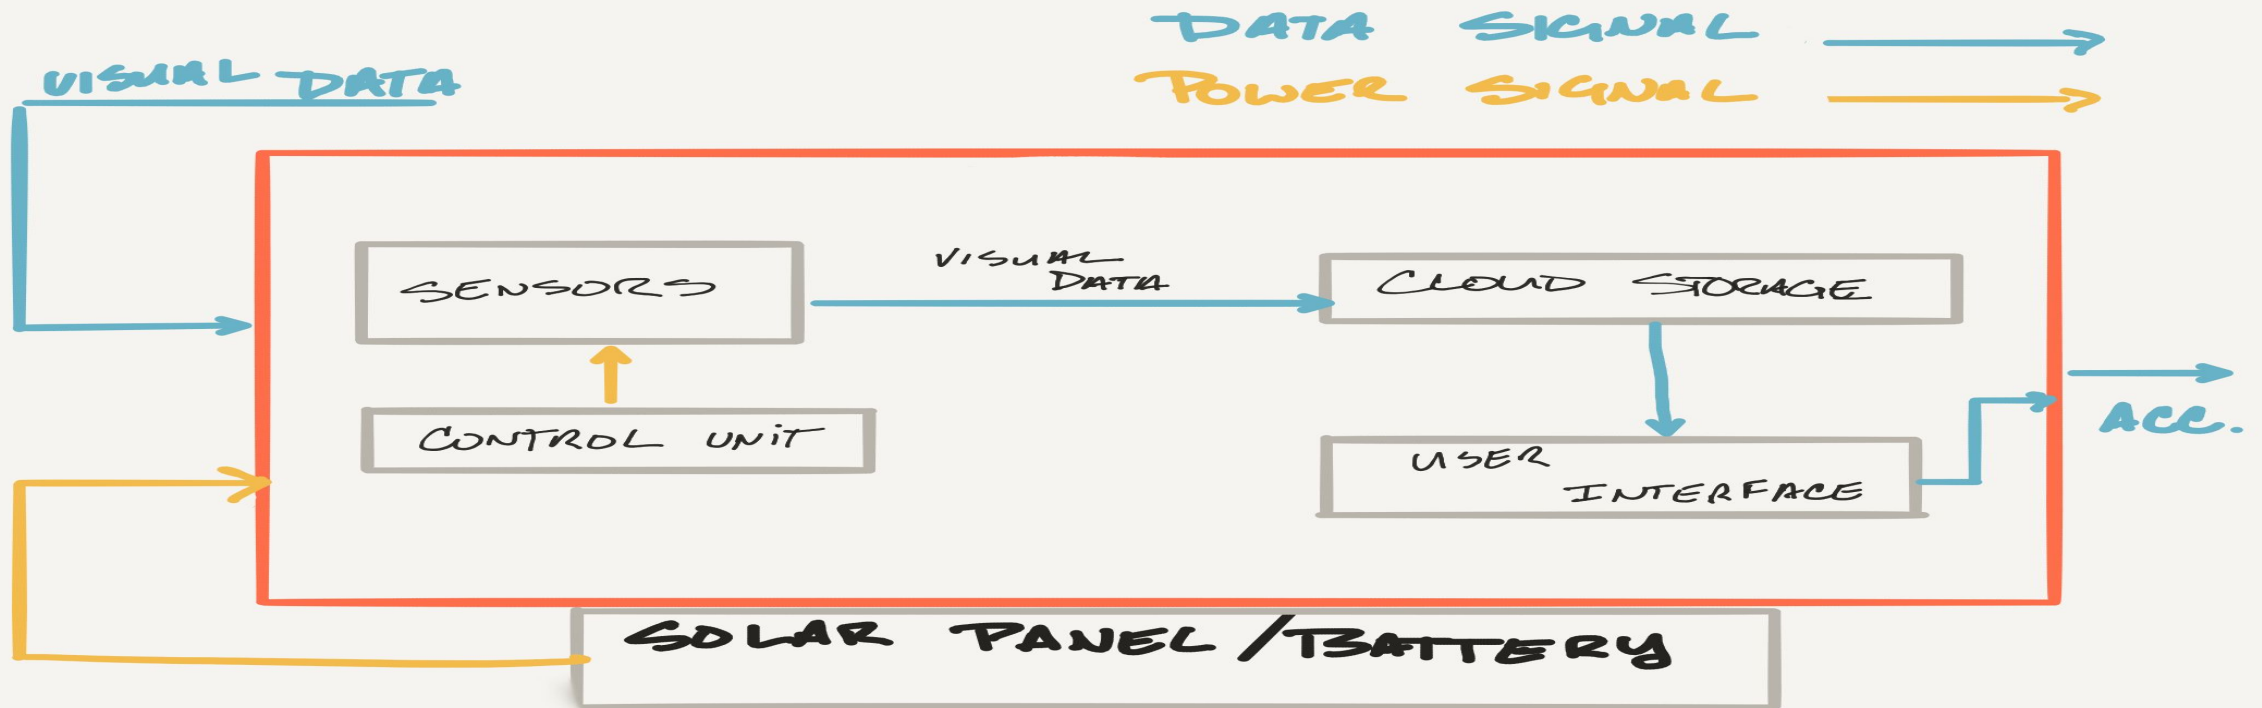 DATA SIGNAL
POWER SIGNAL
VISUAL DATA
SENSORS
VISUAL
DATA
CLOUD STORAGE
CONTROL UNIT
USER
INTERFACE
ACC.
SOLAR PANEL/BATTERY